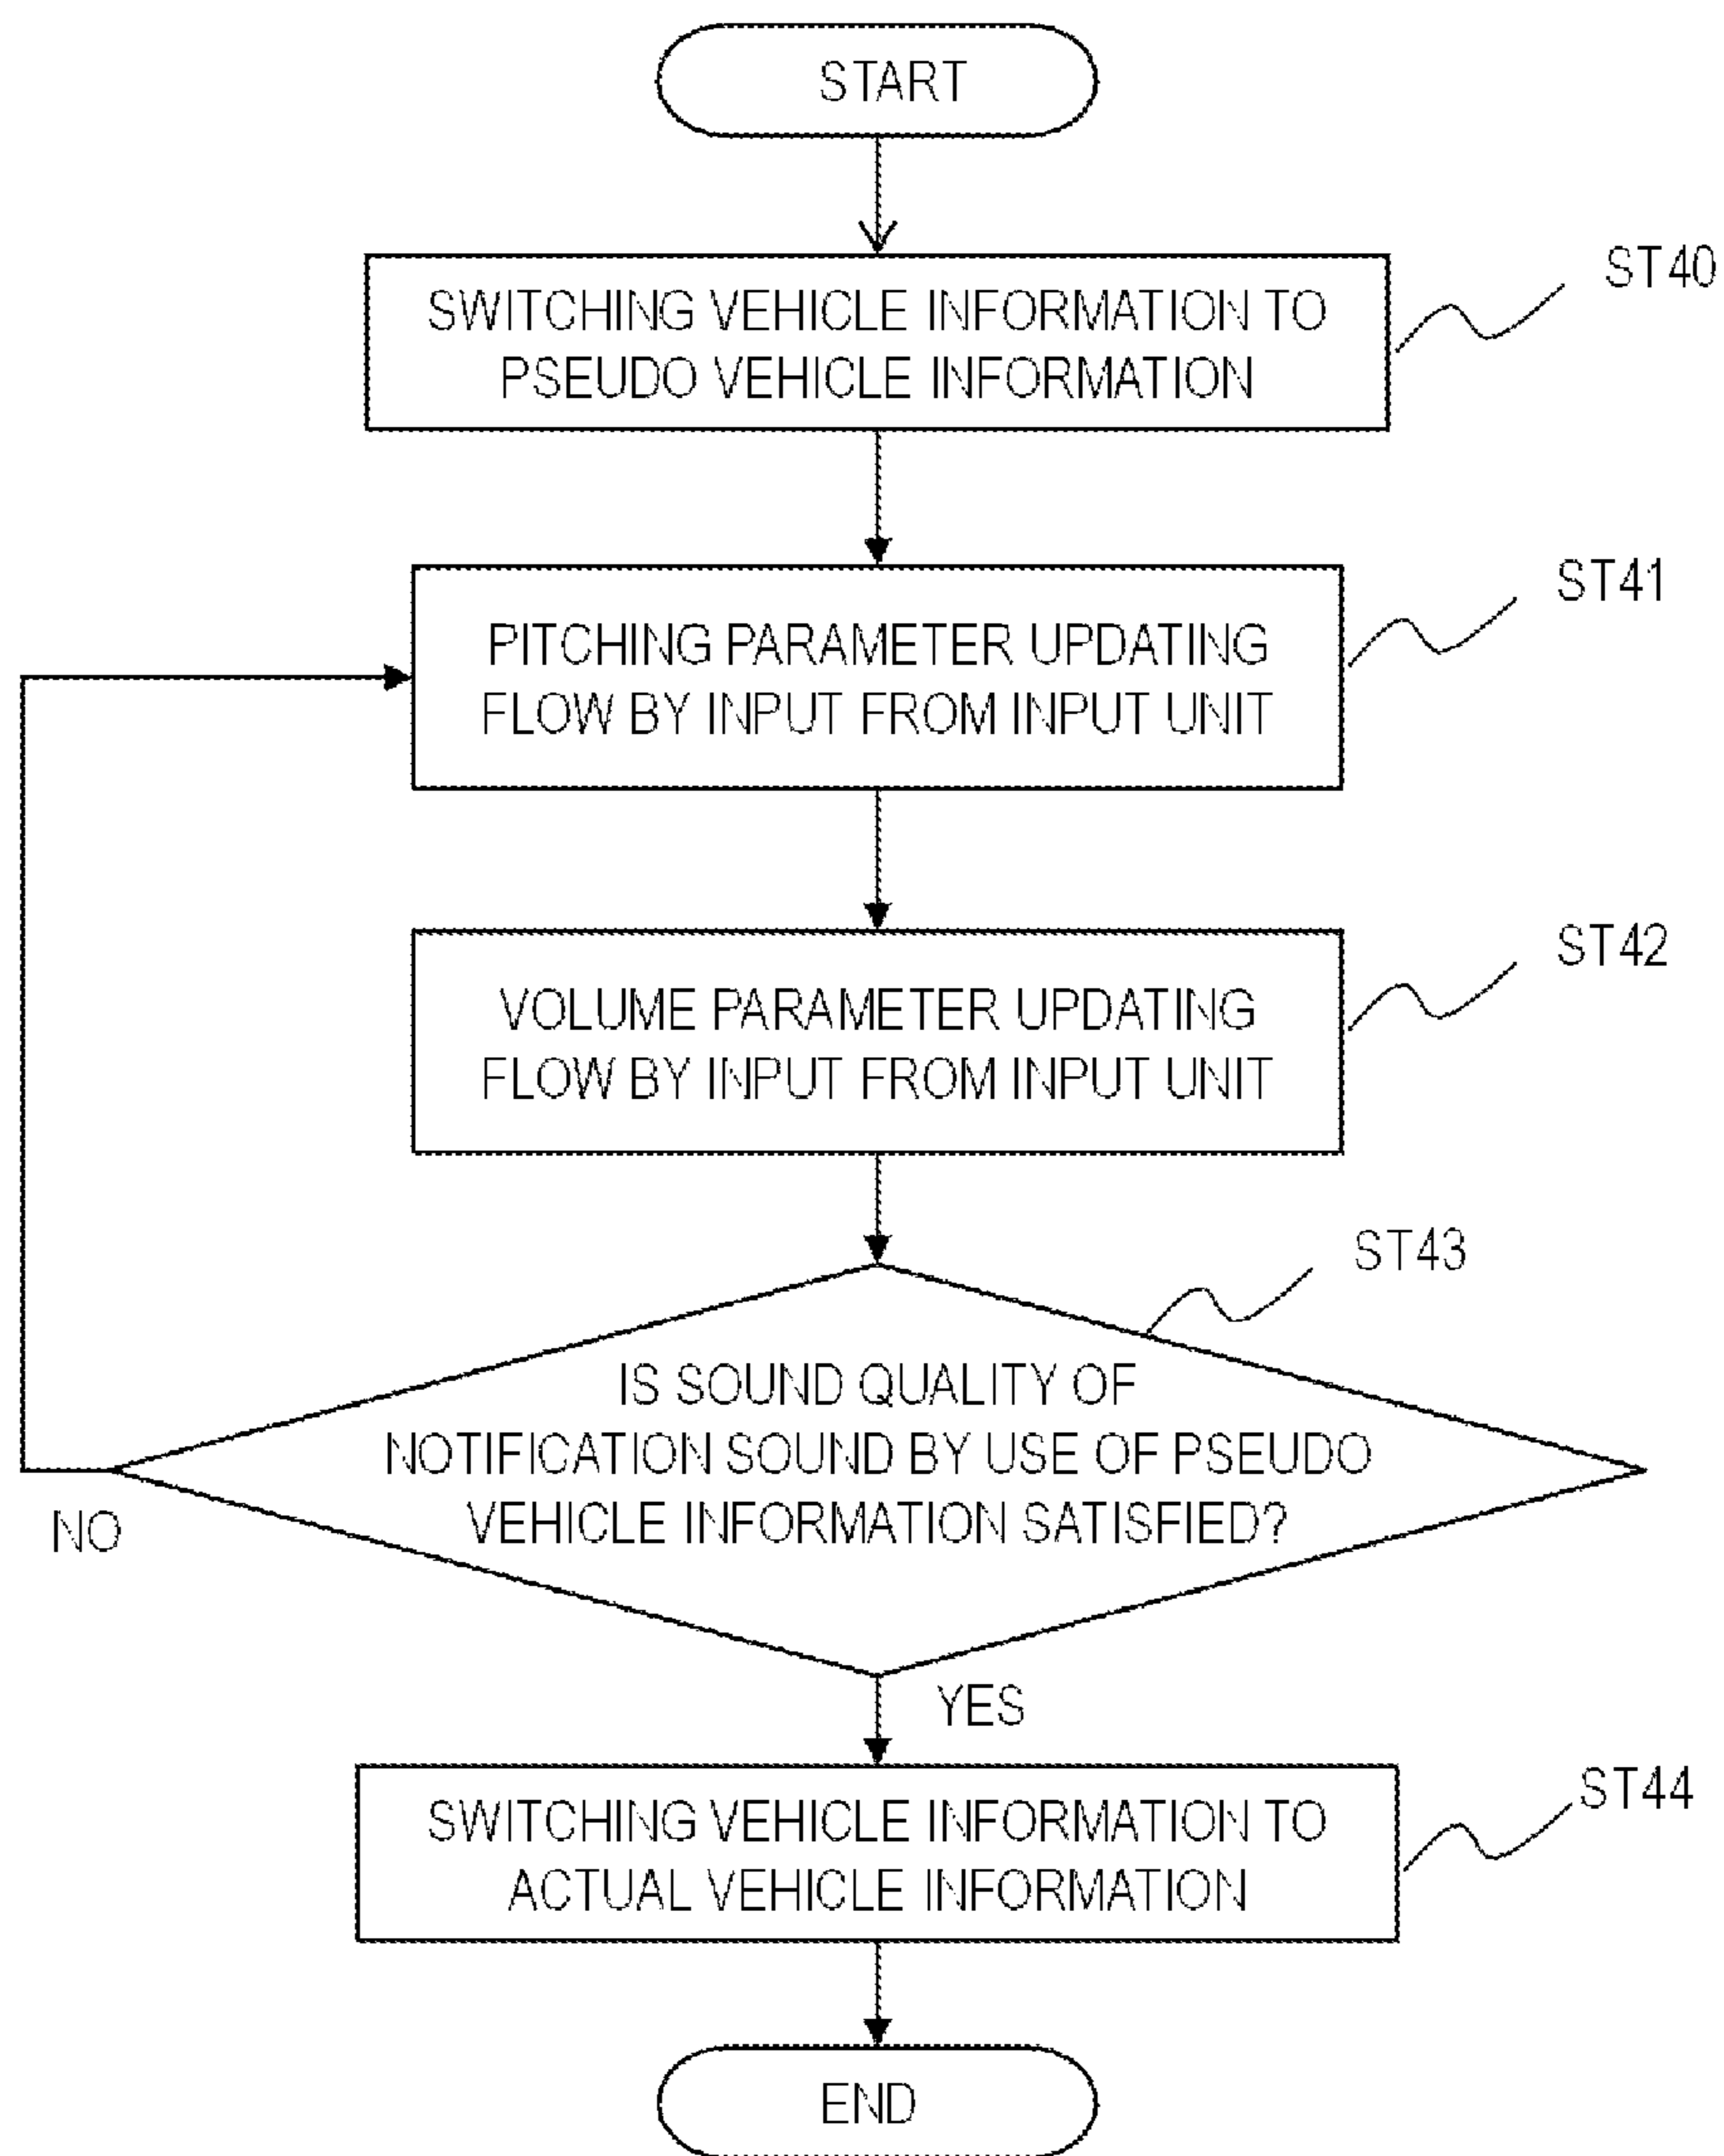 START
ST40
SWITCHING VEHICLE INFORMATION TO
PSEUDO VEHICLE INFORMATION
ST41
PITCHING PARAMETER UPDATING
FLOW BY INPUT FROM INPUT UNIT
ST42
VOLUME PARAMETER UPDATING
FLOW BY INPUT FROM INPUT UNIT
ST43
IS SOUND QUALITY OF
NOTIFICATION SOUND BY USE OF PSEUDO
VEHICLE INFORMATION SATISFIED?
NO
YES
ST44
SWITCHING VEHICLE INFORMATION TO
ACTUAL VEHICLE INFORMATION
END